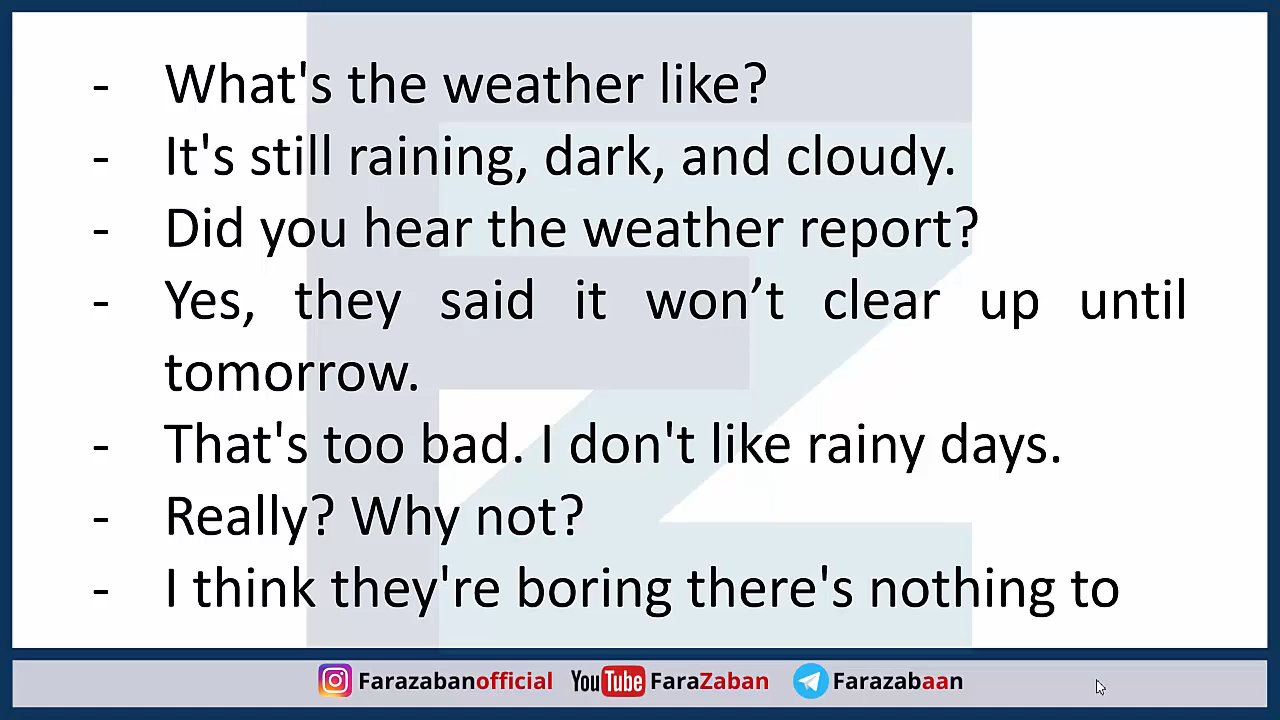 - What's the weather like?
- It's still raining, dark, and cloudy.
- Did you hear the weather report?
- Yes, they said it won’t clear up until
tomorrow.
- That's too bad. I don't like rainy days.
- Really? Why not?
- I think they're boring there's nothing to
Farazabanofficial YouTube FaraZaban Farazabaan